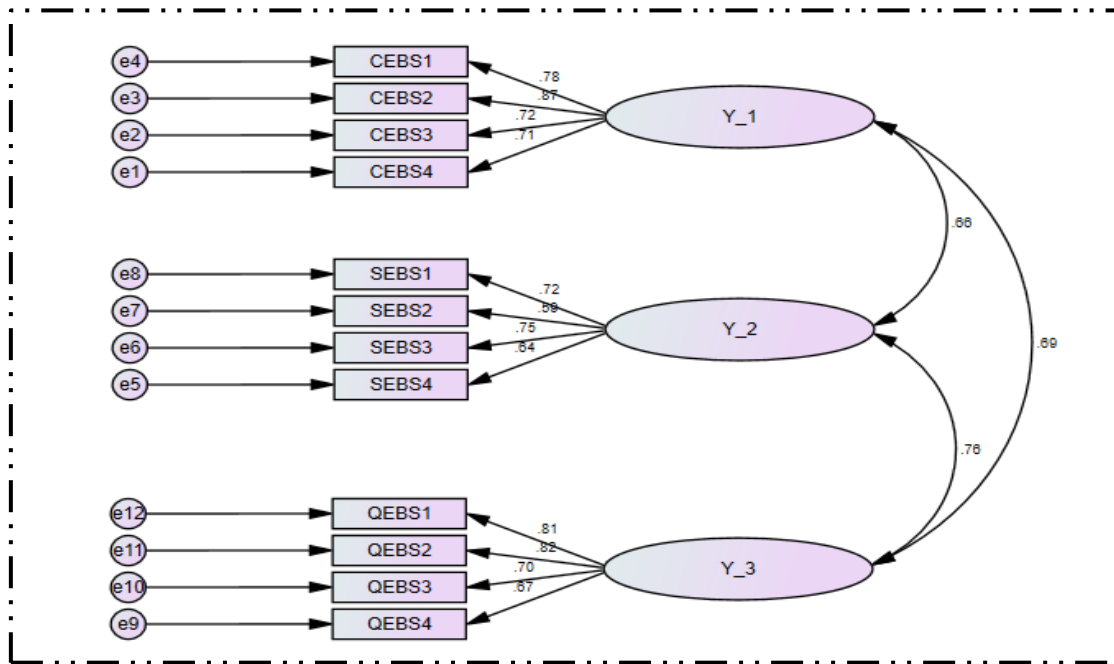 e4 CEBS1 .78
e3 CEBS2 .87
e2 CEBS3 .72
e1 CEBS4 .71
Y_1
.66
e8 SEBS1 .72
e7 SEBS2 .59
e6 SEBS3 .75
e5 SEBS4 .64
Y_2
.69
.76
e12 QEBS1 .81
e11 QEBS2 .82
e10 QEBS3 .70
e9 QEBS4 .67
Y_3